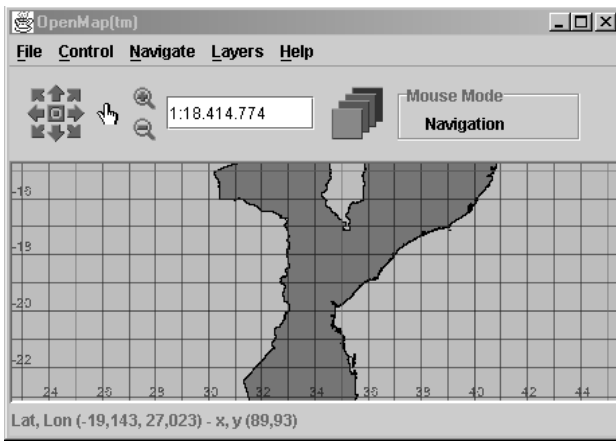 OpenMap(tm)
File Control Navigate Layers Help
1:18.414.774
Mouse Mode
Navigation
-16
-18
-20
-22
24 26 28 30 32 34 36 38 40 42 44
Lat, Lon (-19,143, 27,023) - x, y (89,93)